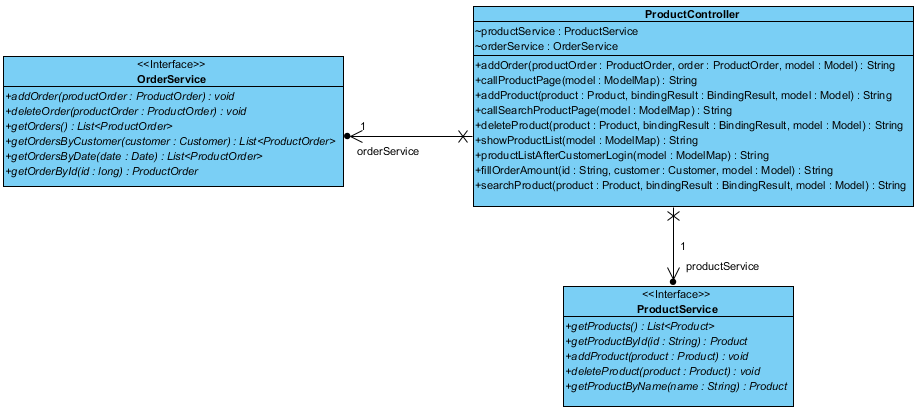 ProductController
~productService : ProductService
~orderService : OrderService
+addOrder(productOrder : ProductOrder, order : ProductOrder, model : Model) : String
+callProductPage(model : ModelMap) : String
+addProduct(product : Product, bindingResult : BindingResult, model : Model) : String
+callSearchProductPage(model : ModelMap) : String
+deleteProduct(product : Product, bindingResult : BindingResult, model : Model) : String
+showProductList(model : ModelMap) : String
+productListAfterCustomerLogin(model : ModelMap) : String
+fillOrderAmount(id : String, customer : Customer, model : Model) : String
+searchProduct(product : Product, bindingResult : BindingResult, model : Model) : String
<<Interface>>
OrderService
+addOrder(productOrder : ProductOrder) : void
+deleteOrder(productOrder : ProductOrder) : void
+getOrders() : List<ProductOrder>
+getOrdersByCustomer(customer : Customer) : List<ProductOrder>
+getOrdersByDate(date : Date) : List<ProductOrder>
+getOrderById(id : long) : ProductOrder
1
orderService
1
productService
<<Interface>>
ProductService
+getProducts() : List<Product>
+getProductById(id : String) : Product
+addProduct(product : Product) : void
+deleteProduct(product : Product) : void
+getProductByName(name : String) : Product